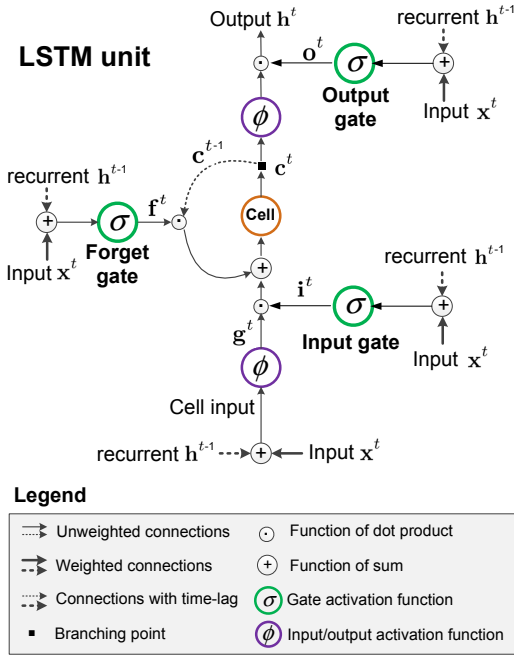 Output h^t
recurrent h^{t-1}
LSTM unit
o^t
σ
Output gate
Input x^t
ϕ
c^{t-1}
c^t
recurrent h^{t-1}
f^t
σ
Cell
Forget gate
Input x^t
recurrent h^{t-1}
i^t
σ
Input gate
Input x^t
g^t
ϕ
Cell input
recurrent h^{t-1}
Input x^t
Legend
Unweighted connections
Function of dot product
Weighted connections
Function of sum
Connections with time-lag
σ Gate activation function
Branching point
ϕ Input/output activation function